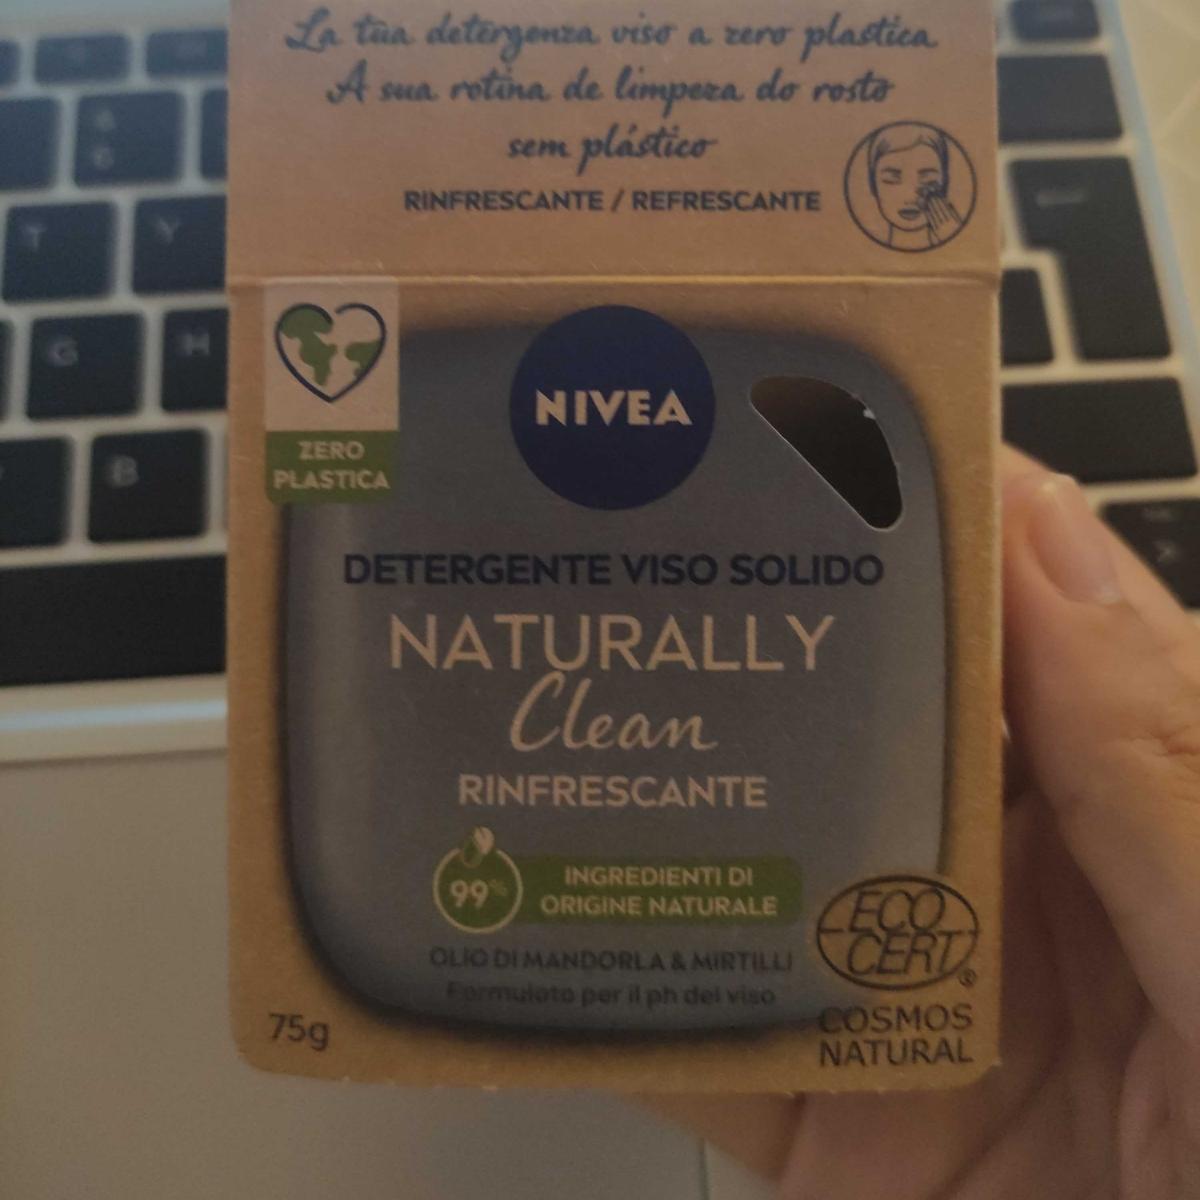 La tua detergenza viso a zero plastica
A sua rotina de limpeza do rosto
sem plástico
RINFRESCANTE / REFRESCANTE
ZERO
PLASTICA
NIVEA
DETERGENTE VISO SOLIDO
NATURALLY
Clean
RINFRESCANTE
99%
INGREDIENTI DI
ORIGINE NATURALE
OLIO DI MANDORLA & MIRTILLI
Formulato per il ph del viso
75g
ECO
CERT®
COSMOS
NATURAL
T
Y
G
H
B